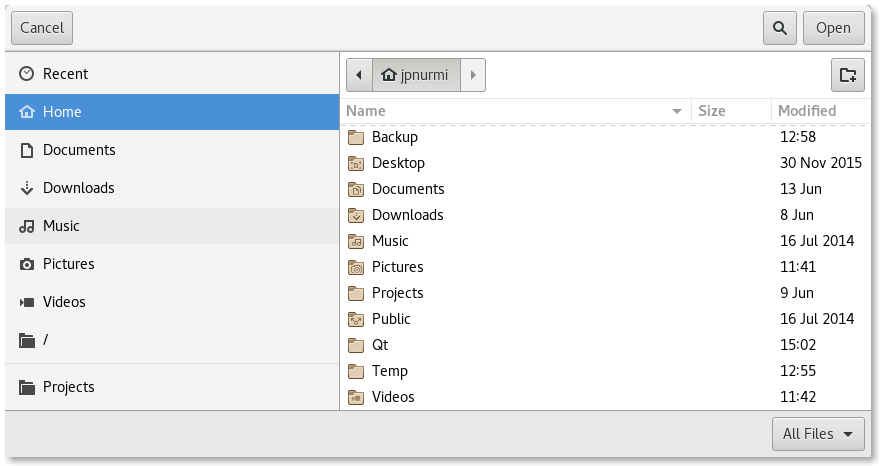 Cancel Open
Recent
Home
Documents
Downloads
Music
Pictures
Videos
/
Projects
jpnurmi
Name Size Modified
Backup 12:58
Desktop 30 Nov 2015
Documents 13 Jun
Downloads 8 Jun
Music 16 Jul 2014
Pictures 11:41
Projects 9 Jun
Public 16 Jul 2014
Qt 15:02
Temp 12:55
Videos 11:42
All Files